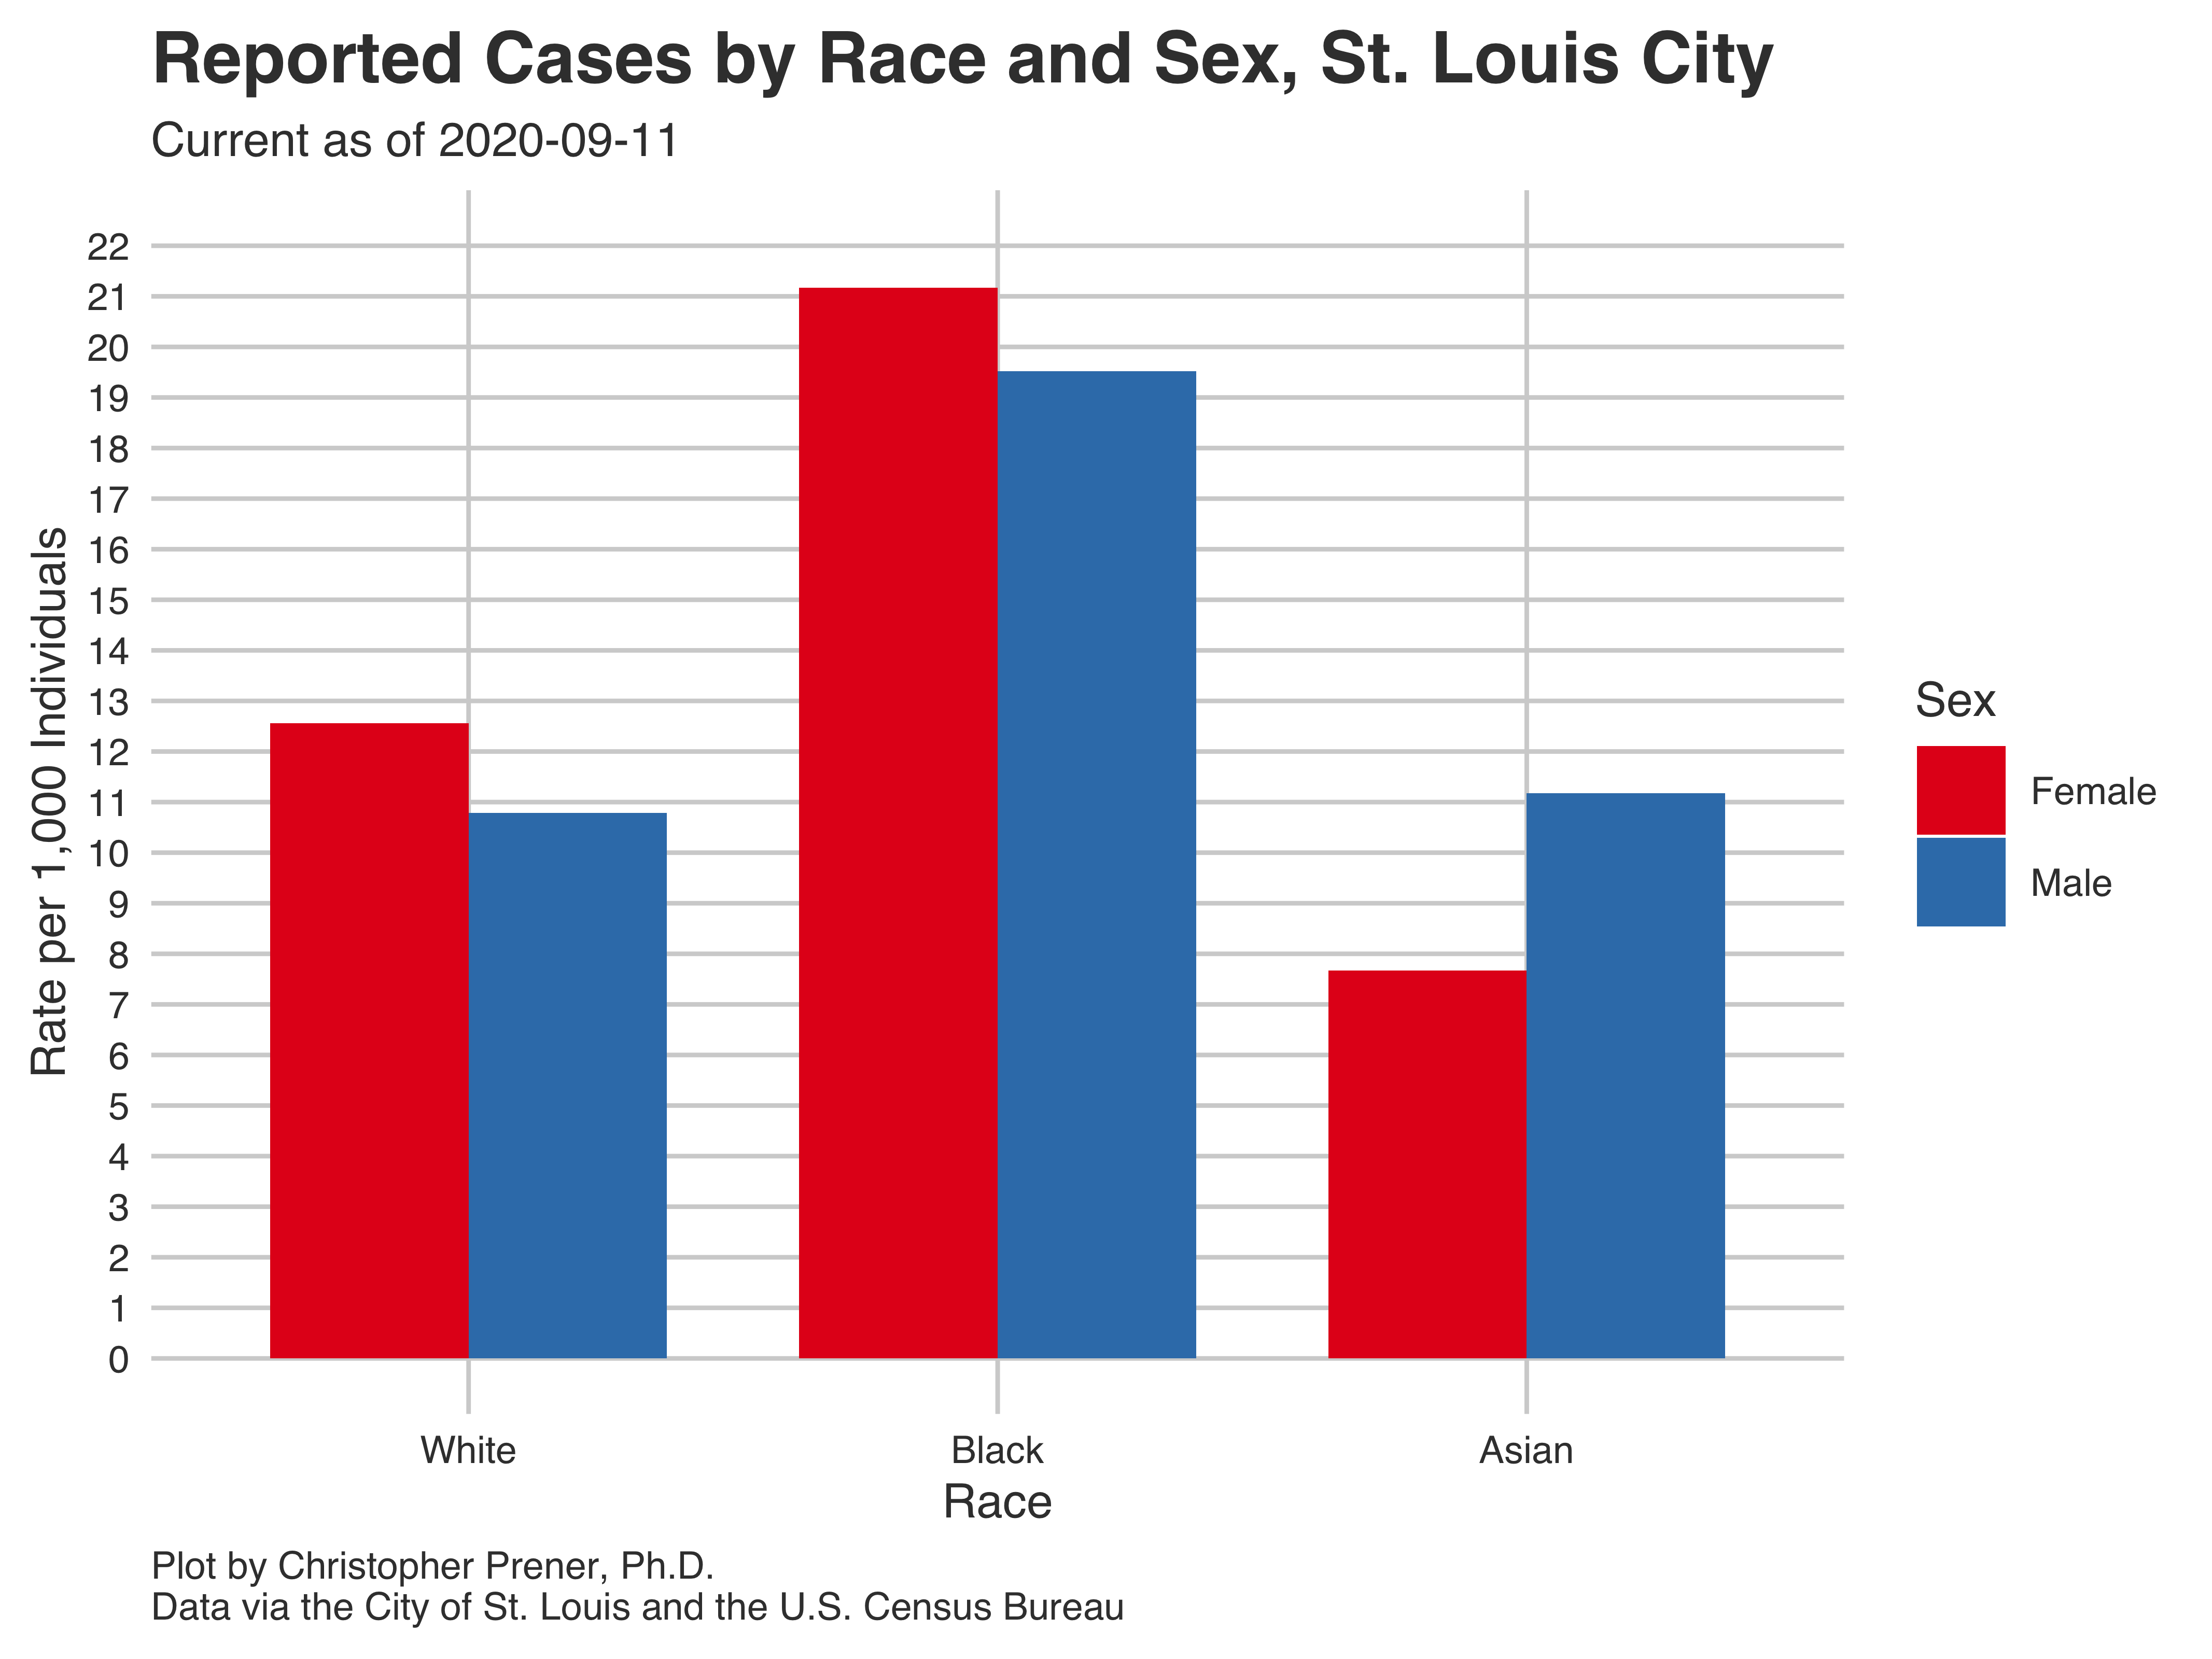 Reported Cases by Race and Sex, St. Louis City
Current as of 2020-09-11
Rate per 1,000 Individuals
22
21
20
19
18
17
16
15
14
13
12
11
10
9
8
7
6
5
4
3
2
1
0
Sex
Female
Male
White Black Asian
Race
Plot by Christopher Prener, Ph.D.
Data via the City of St. Louis and the U.S. Census Bureau